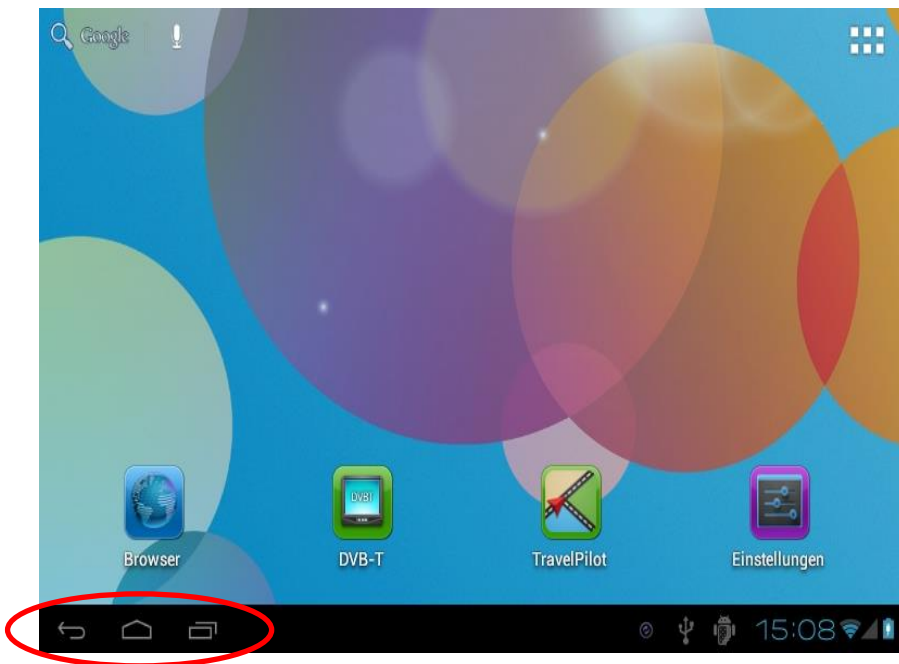 Google
DVBT
Browser
DVB-T
TravelPilot
Einstellungen
15:08